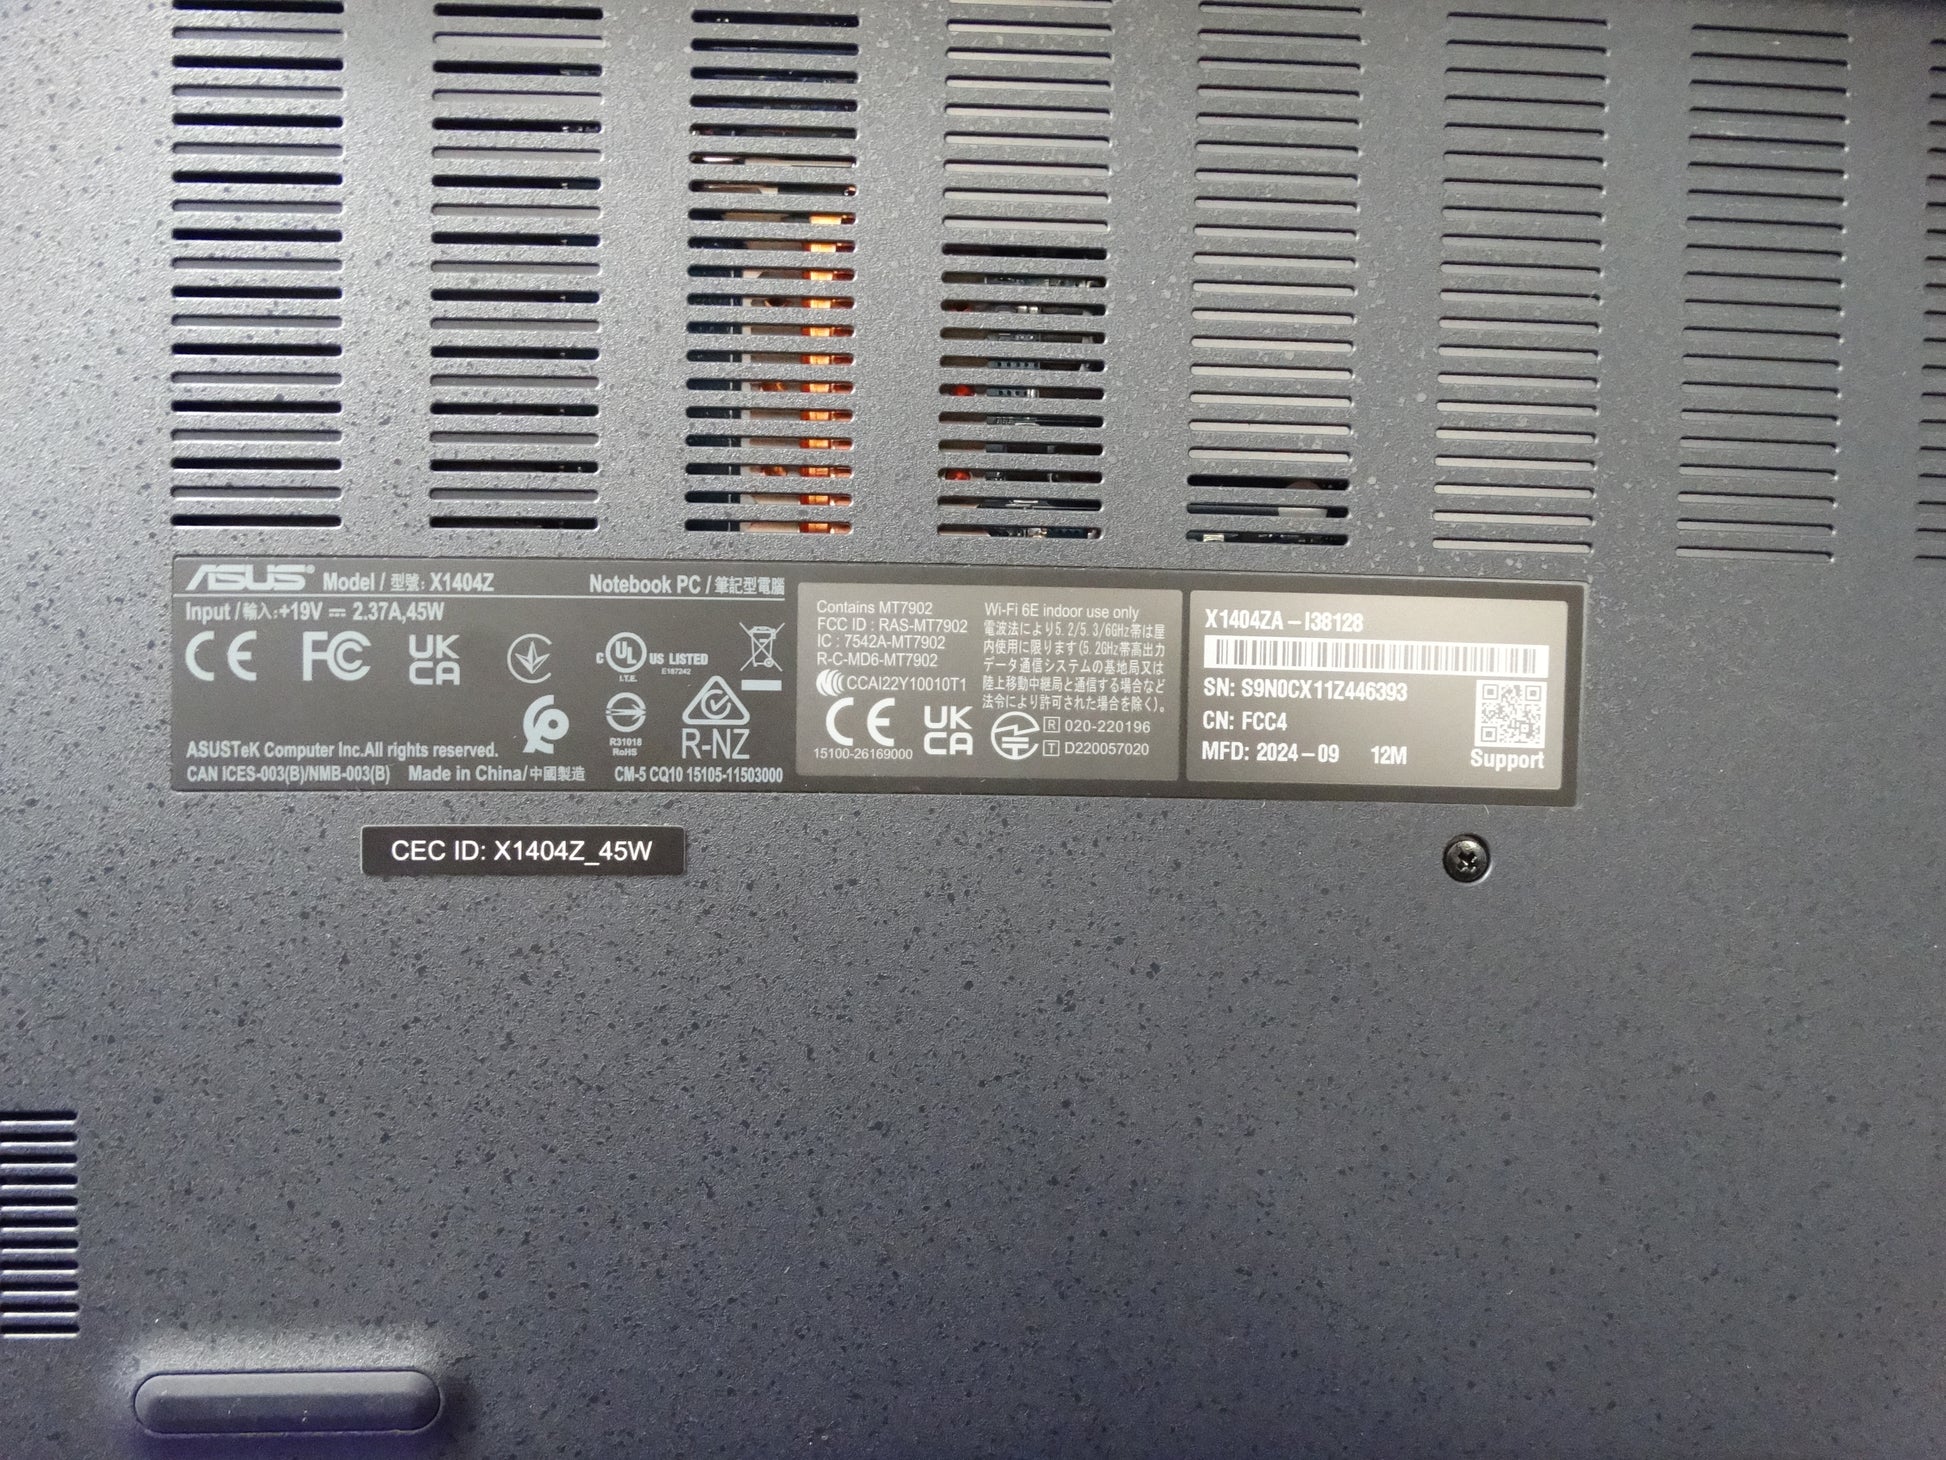 ASUS Model / 型號: X1404Z Notebook PC / 筆記型電腦
Input / 輸入: +19V ⎓ 2.37A, 45W
CE FC UK CA
c UL US LISTED
I.T.E. E187242
R31018
RoHS
R-NZ
ASUSTeK Computer Inc.All rights reserved.
CAN ICES-003(B)/NMB-003(B) Made in China/中國製造 CM-5 CQ10 15105-11503000
Contains MT7902
FCC ID : RAS-MT7902
IC : 7542A-MT7902
R-C-MD6-MT7902
CCAI22Y10010T1
CE UK CA
15100-26169000
Wi-Fi 6E indoor use only
電波法により5.2/5.3/6GHz帯は屋
内使用に限ります(5.2GHz帯高出力
データ通信システムの基地局又は
陸上移動中継局と通信する場合など
法令により許可された場合を除く)。
R 020-220196
T D220057020
X1404ZA-I38128
SN: S9N0CX11Z446393
CN: FCC4
MFD: 2024-09 12M
Support
CEC ID: X1404Z_45W